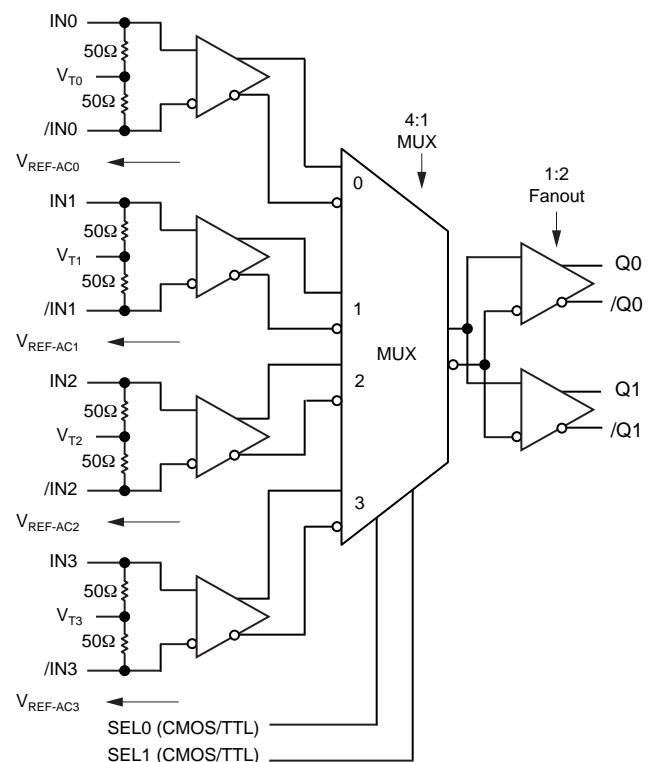 IN0
50Ω
VT0
50Ω
/IN0
VREF-AC0
IN1
50Ω
VT1
50Ω
/IN1
VREF-AC1
IN2
50Ω
VT2
50Ω
/IN2
VREF-AC2
IN3
50Ω
VT3
50Ω
/IN3
VREF-AC3
SEL0 (CMOS/TTL)
SEL1 (CMOS/TTL)
4:1
MUX
0
1
MUX
2
3
1:2
Fanout
Q0
/Q0
Q1
/Q1